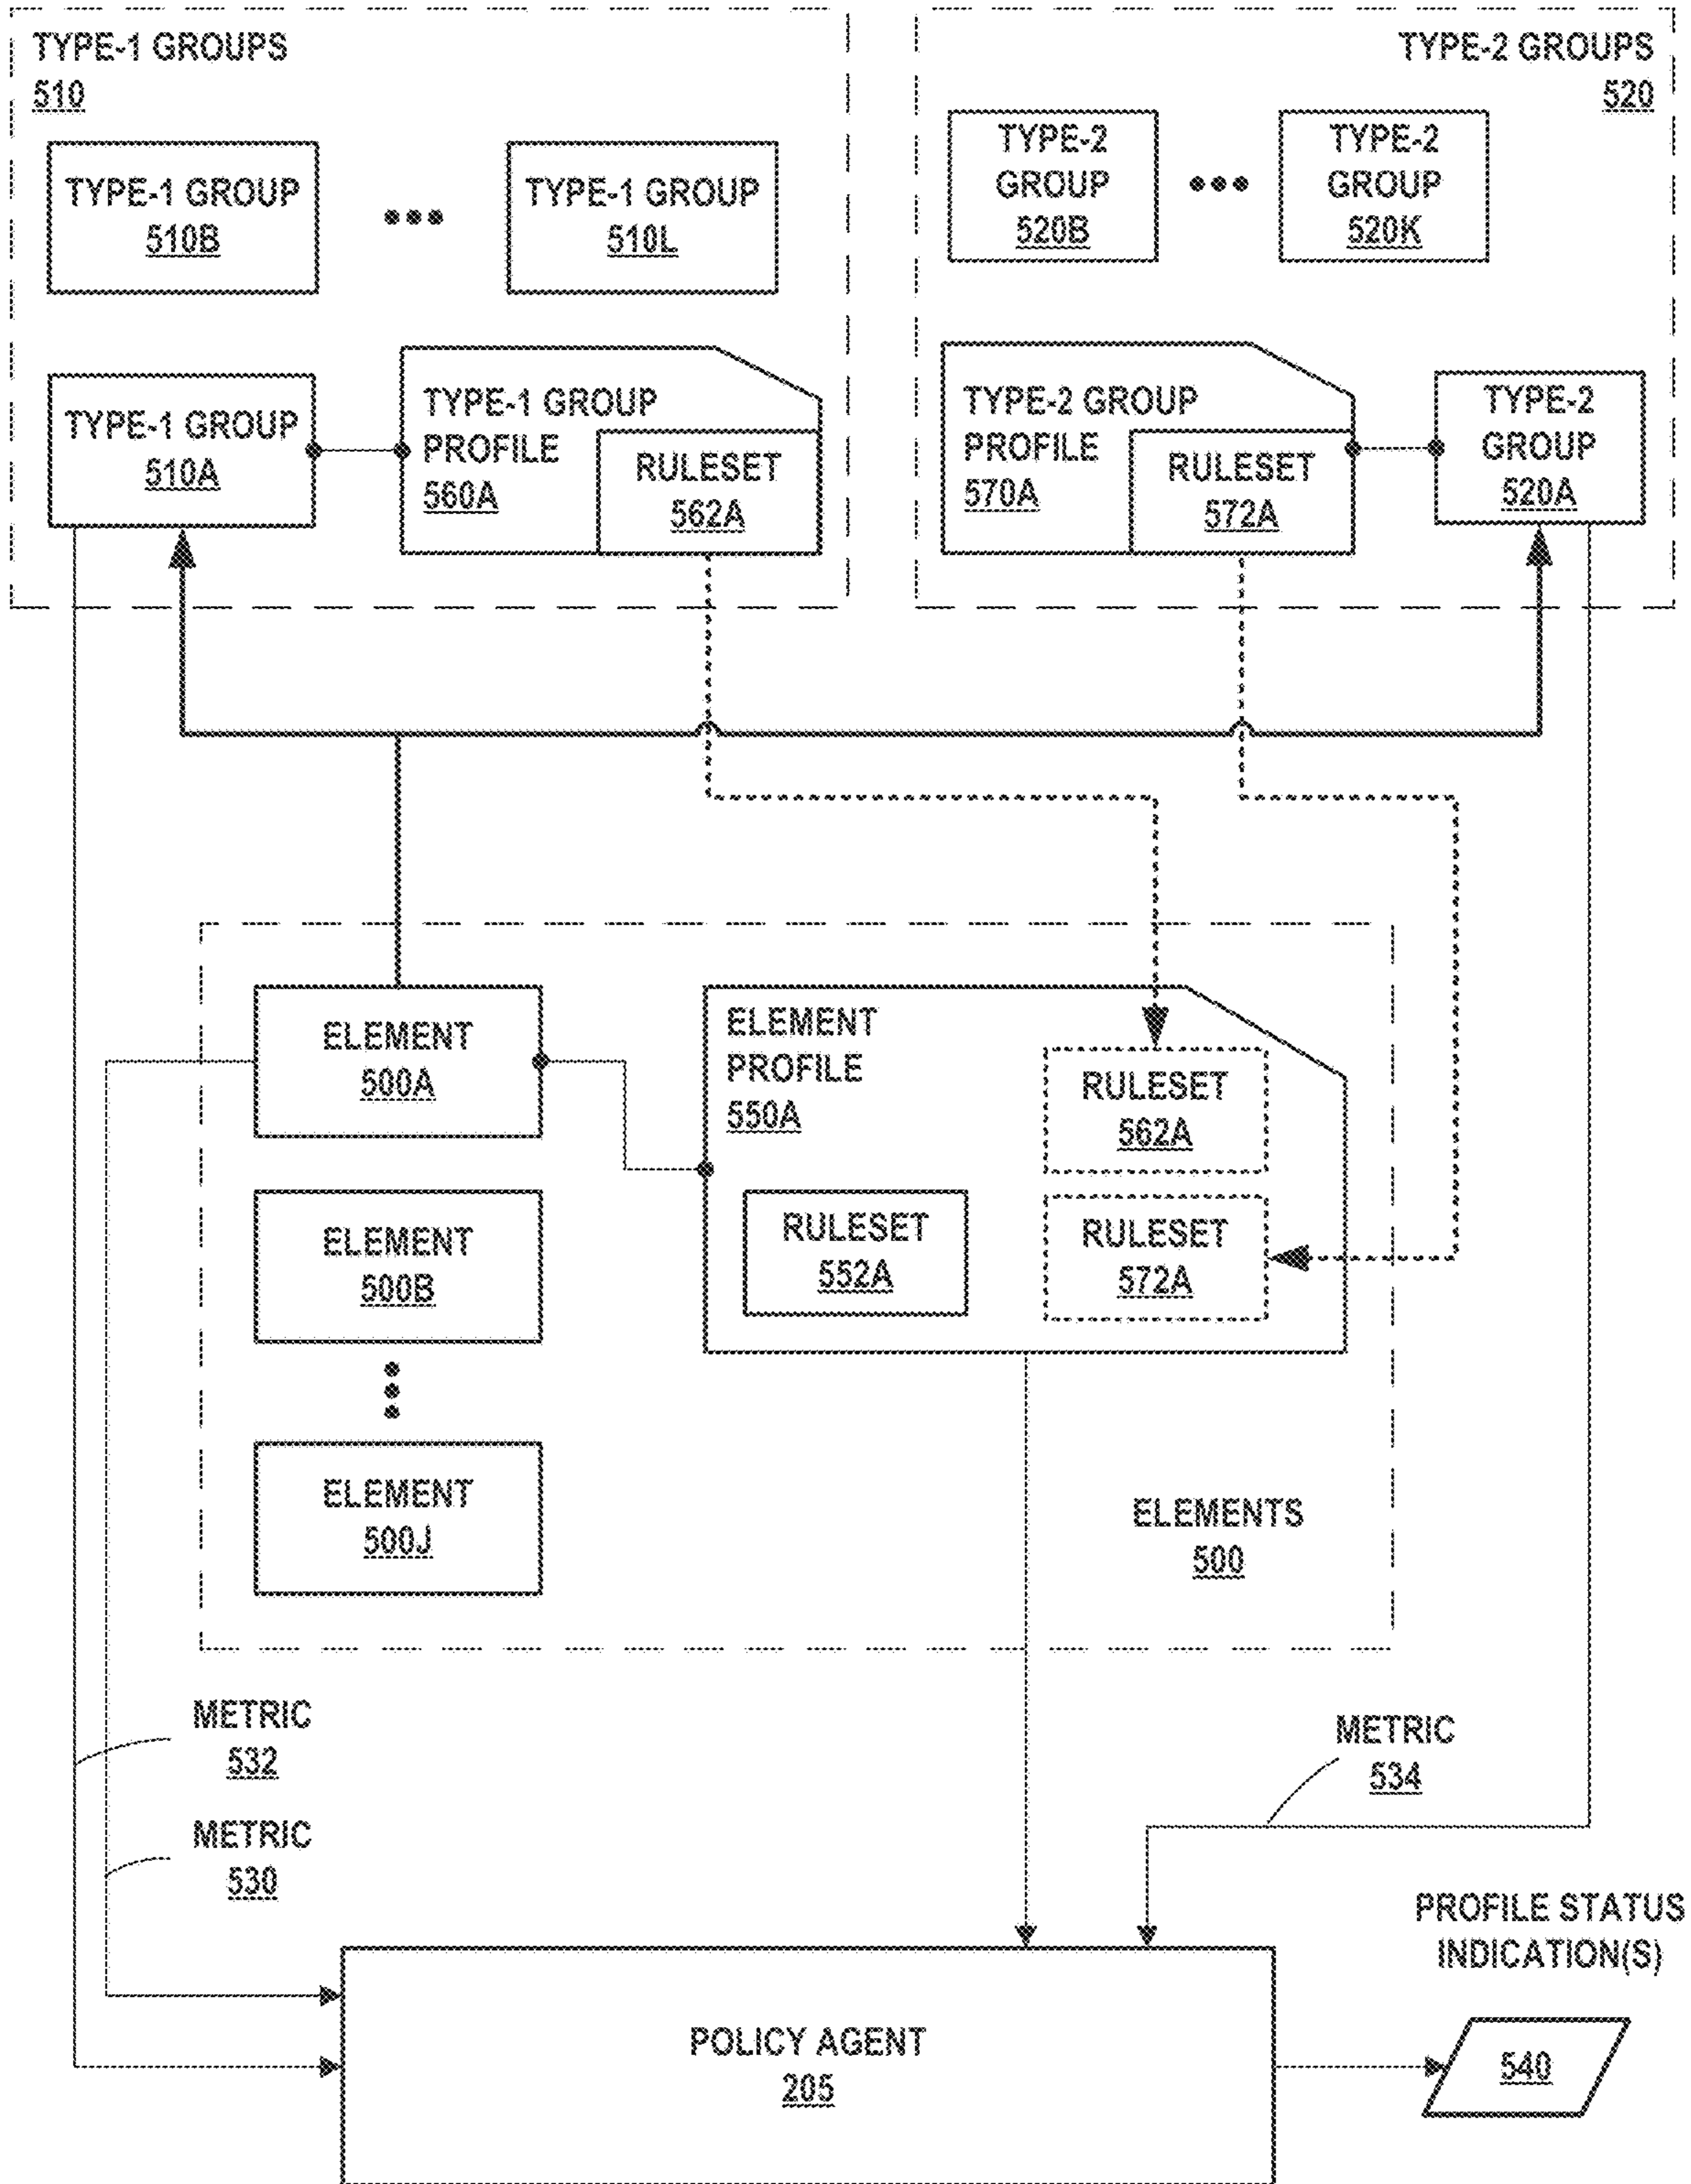 TYPE-1 GROUPS
510
TYPE-2 GROUPS
520
TYPE-1 GROUP
510B
TYPE-1 GROUP
510L
TYPE-2
GROUP
520B
TYPE-2
GROUP
520K
TYPE-1 GROUP
510A
TYPE-1 GROUP
PROFILE
560A
RULESET
562A
TYPE-2 GROUP
PROFILE
570A
RULESET
572A
TYPE-2
GROUP
520A
ELEMENT
500A
ELEMENT
PROFILE
550A
RULESET
562A
RULESET
552A
RULESET
572A
ELEMENT
500B
ELEMENT
500J
ELEMENTS
500
METRIC
532
METRIC
534
METRIC
530
PROFILE STATUS
INDICATION(S)
POLICY AGENT
205
540